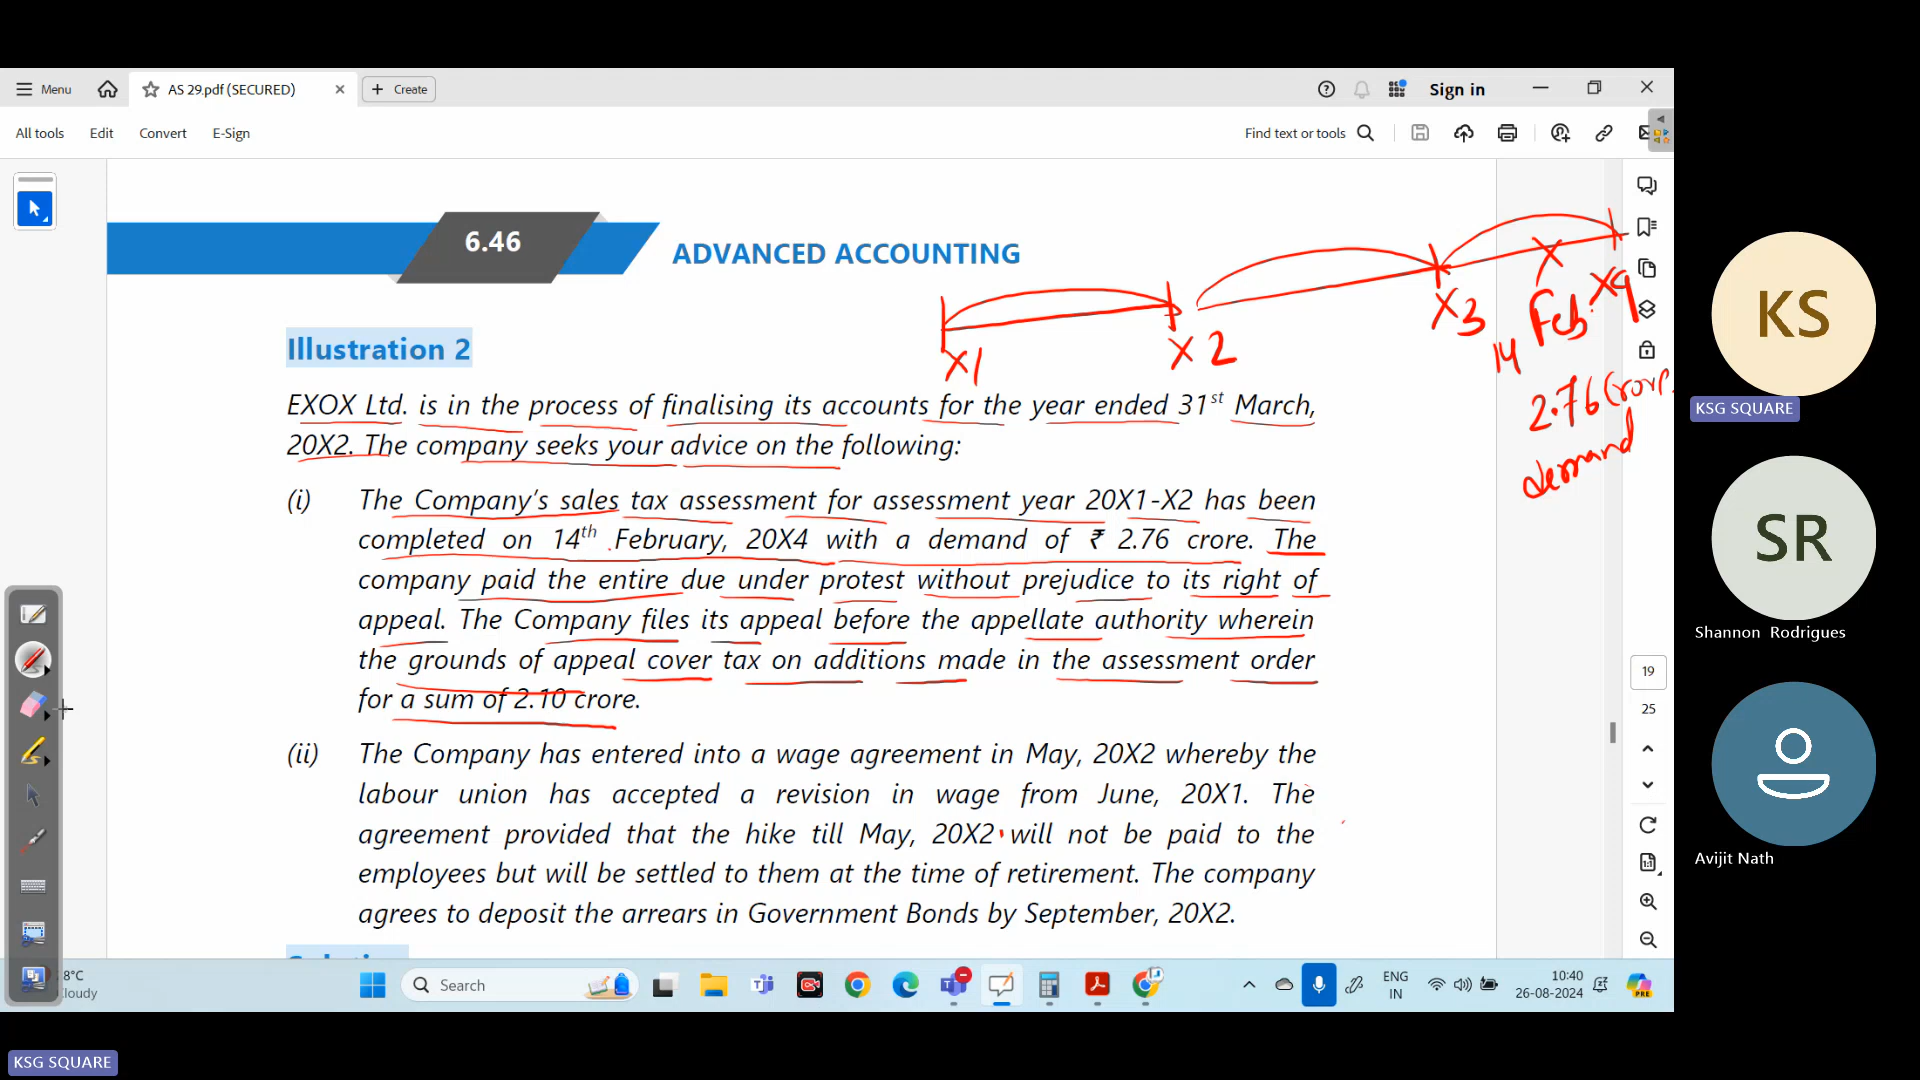 Menu
AS 29.pdf (SECURED)
Create
Sign in
All tools
Edit
Convert
E-Sign
Find text or tools
6.46
ADVANCED ACCOUNTING
X1
X2
X3
X4
14 Feb.
2.76 Crore
demand
Illustration 2
EXOX Ltd. is in the process of finalising its accounts for the year ended 31st March,
20X2. The company seeks your advice on the following:
(i) The Company's sales tax assessment for assessment year 20X1-X2 has been
completed on 14th February, 20X4 with a demand of ₹ 2.76 crore. The
company paid the entire due under protest without prejudice to its right of
appeal. The Company files its appeal before the appellate authority wherein
the grounds of appeal cover tax on additions made in the assessment order
for a sum of 2.10 crore.
(ii) The Company has entered into a wage agreement in May, 20X2 whereby the
labour union has accepted a revision in wage from June, 20X1. The
agreement provided that the hike till May, 20X2 will not be paid to the
employees but will be settled to them at the time of retirement. The company
agrees to deposit the arrears in Government Bonds by September, 20X2.
19
25
KS
KSG SQUARE
SR
Shannon Rodrigues
Avijit Nath
8°C
Cloudy
Search
ENG
IN
10:40
26-08-2024
PRE
KSG SQUARE